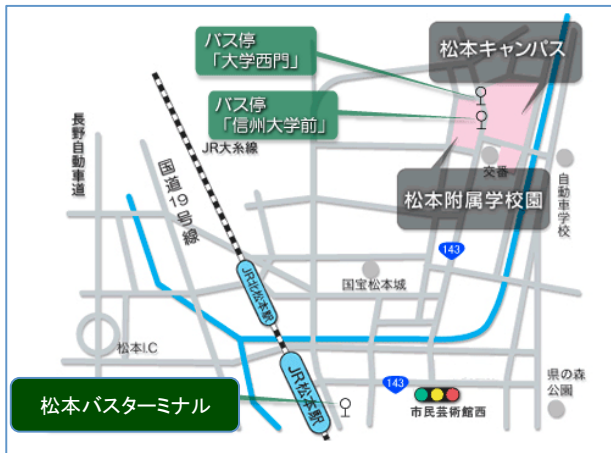 バス停
「大学西門」
松本キャンパス
バス停
「信州大学前」
JR大糸線
長野自動車道
国道19号線
交番
自動車学校
松本附属学校園
143
国宝松本城
JR北松本駅
松本I.C
JR松本駅
143
県の森
公園
松本バスターミナル
市民芸術館西